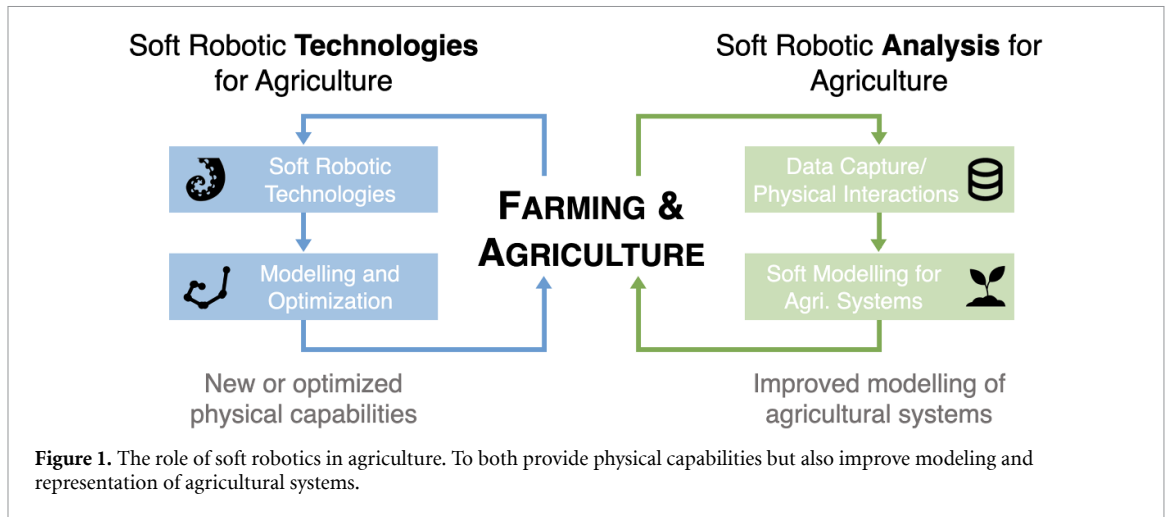 Soft Robotic Technologies
for Agriculture
Soft Robotic Analysis for
Agriculture
Soft Robotic
Technologies
Modelling and
Optimization
FARMING &
AGRICULTURE
Data Capture/
Physical Interactions
Soft Modelling for
Agri. Systems
New or optimized
physical capabilities
Improved modelling of
agricultural systems
Figure 1. The role of soft robotics in agriculture. To both provide physical capabilities but also improve modeling and
representation of agricultural systems.